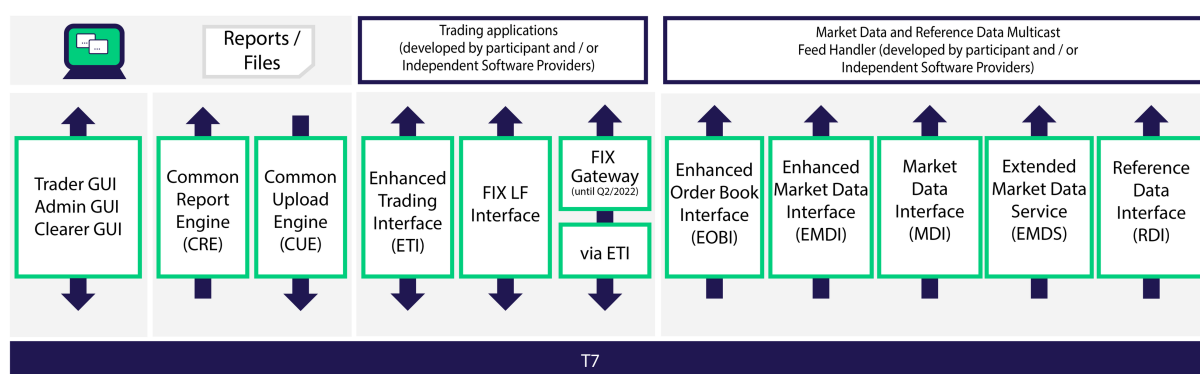 Reports /
Files
Trading applications
(developed by participant and / or
Independent Software Providers)
Market Data and Reference Data Multicast
Feed Handler (developed by participant and / or
Independent Software Providers)
Trader GUI
Admin GUI
Clearer GUI
Common
Report
Engine
(CRE)
Common
Upload
Engine
(CUE)
Enhanced
Trading
Interface
(ETI)
FIX LF
Interface
FIX
Gateway
(until Q2/2022)
via ETI
Enhanced
Order Book
Interface
(EOBI)
Enhanced
Market Data
Interface
(EMDI)
Market
Data
Interface
(MDI)
Extended
Market Data
Service
(EMDS)
Reference
Data
Interface
(RDI)
T7